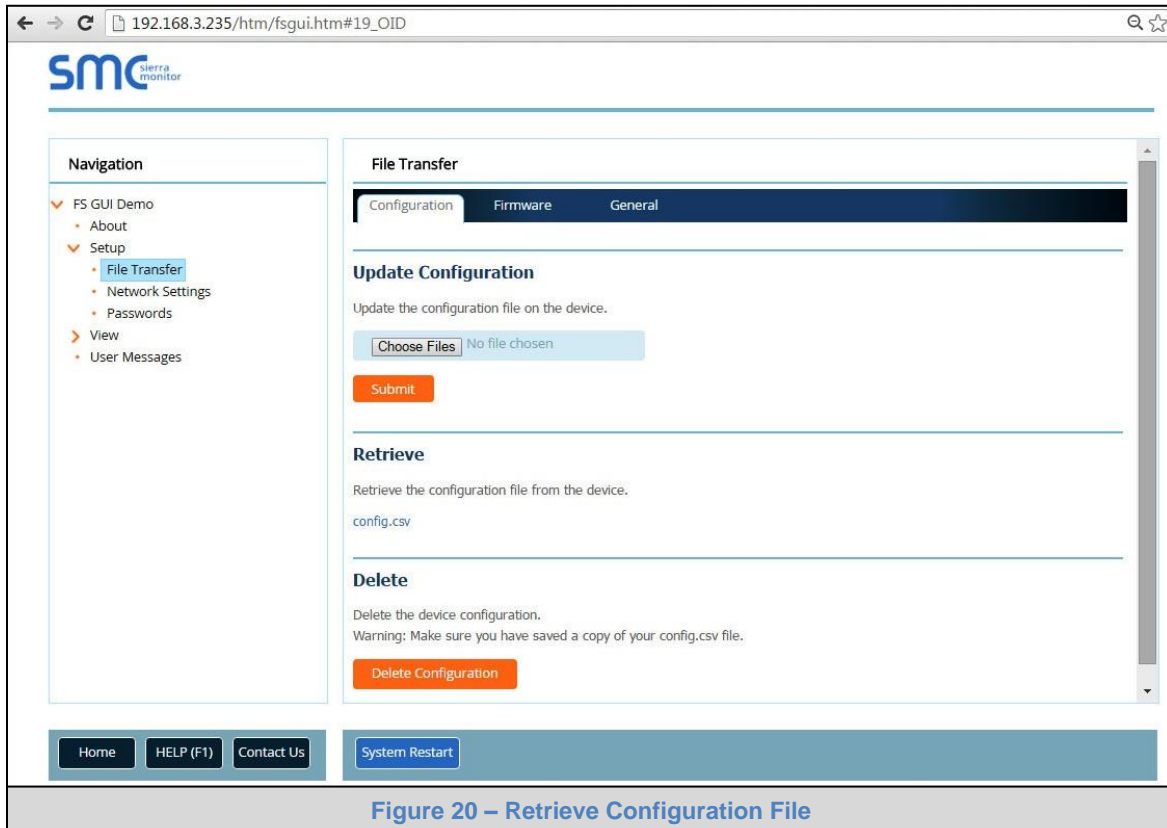 192.168.3.235/htm/fsgui.htm#19_OID
smc sierra monitor
Navigation
FS GUI Demo
About
Setup
File Transfer
Network Settings
Passwords
View
User Messages
File Transfer
Configuration Firmware General
Update Configuration
Update the configuration file on the device.
Choose Files No file chosen
Submit
Retrieve
Retrieve the configuration file from the device.
config.csv
Delete
Delete the device configuration.
Warning: Make sure you have saved a copy of your config.csv file.
Delete Configuration
Home HELP (F1) Contact Us System Restart
Figure 20 – Retrieve Configuration File